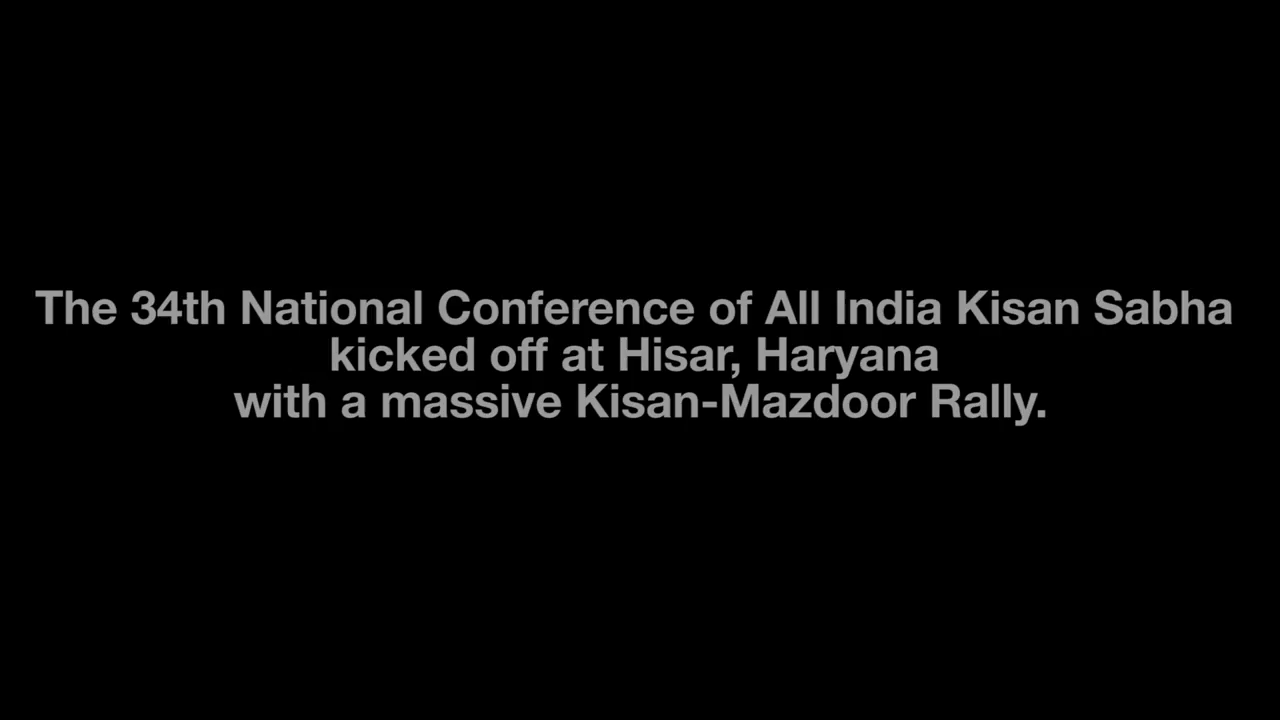 The 34th National Conference of All India Kisan Sabha
kicked off at Hisar, Haryana
with a massive Kisan-Mazdoor Rally.